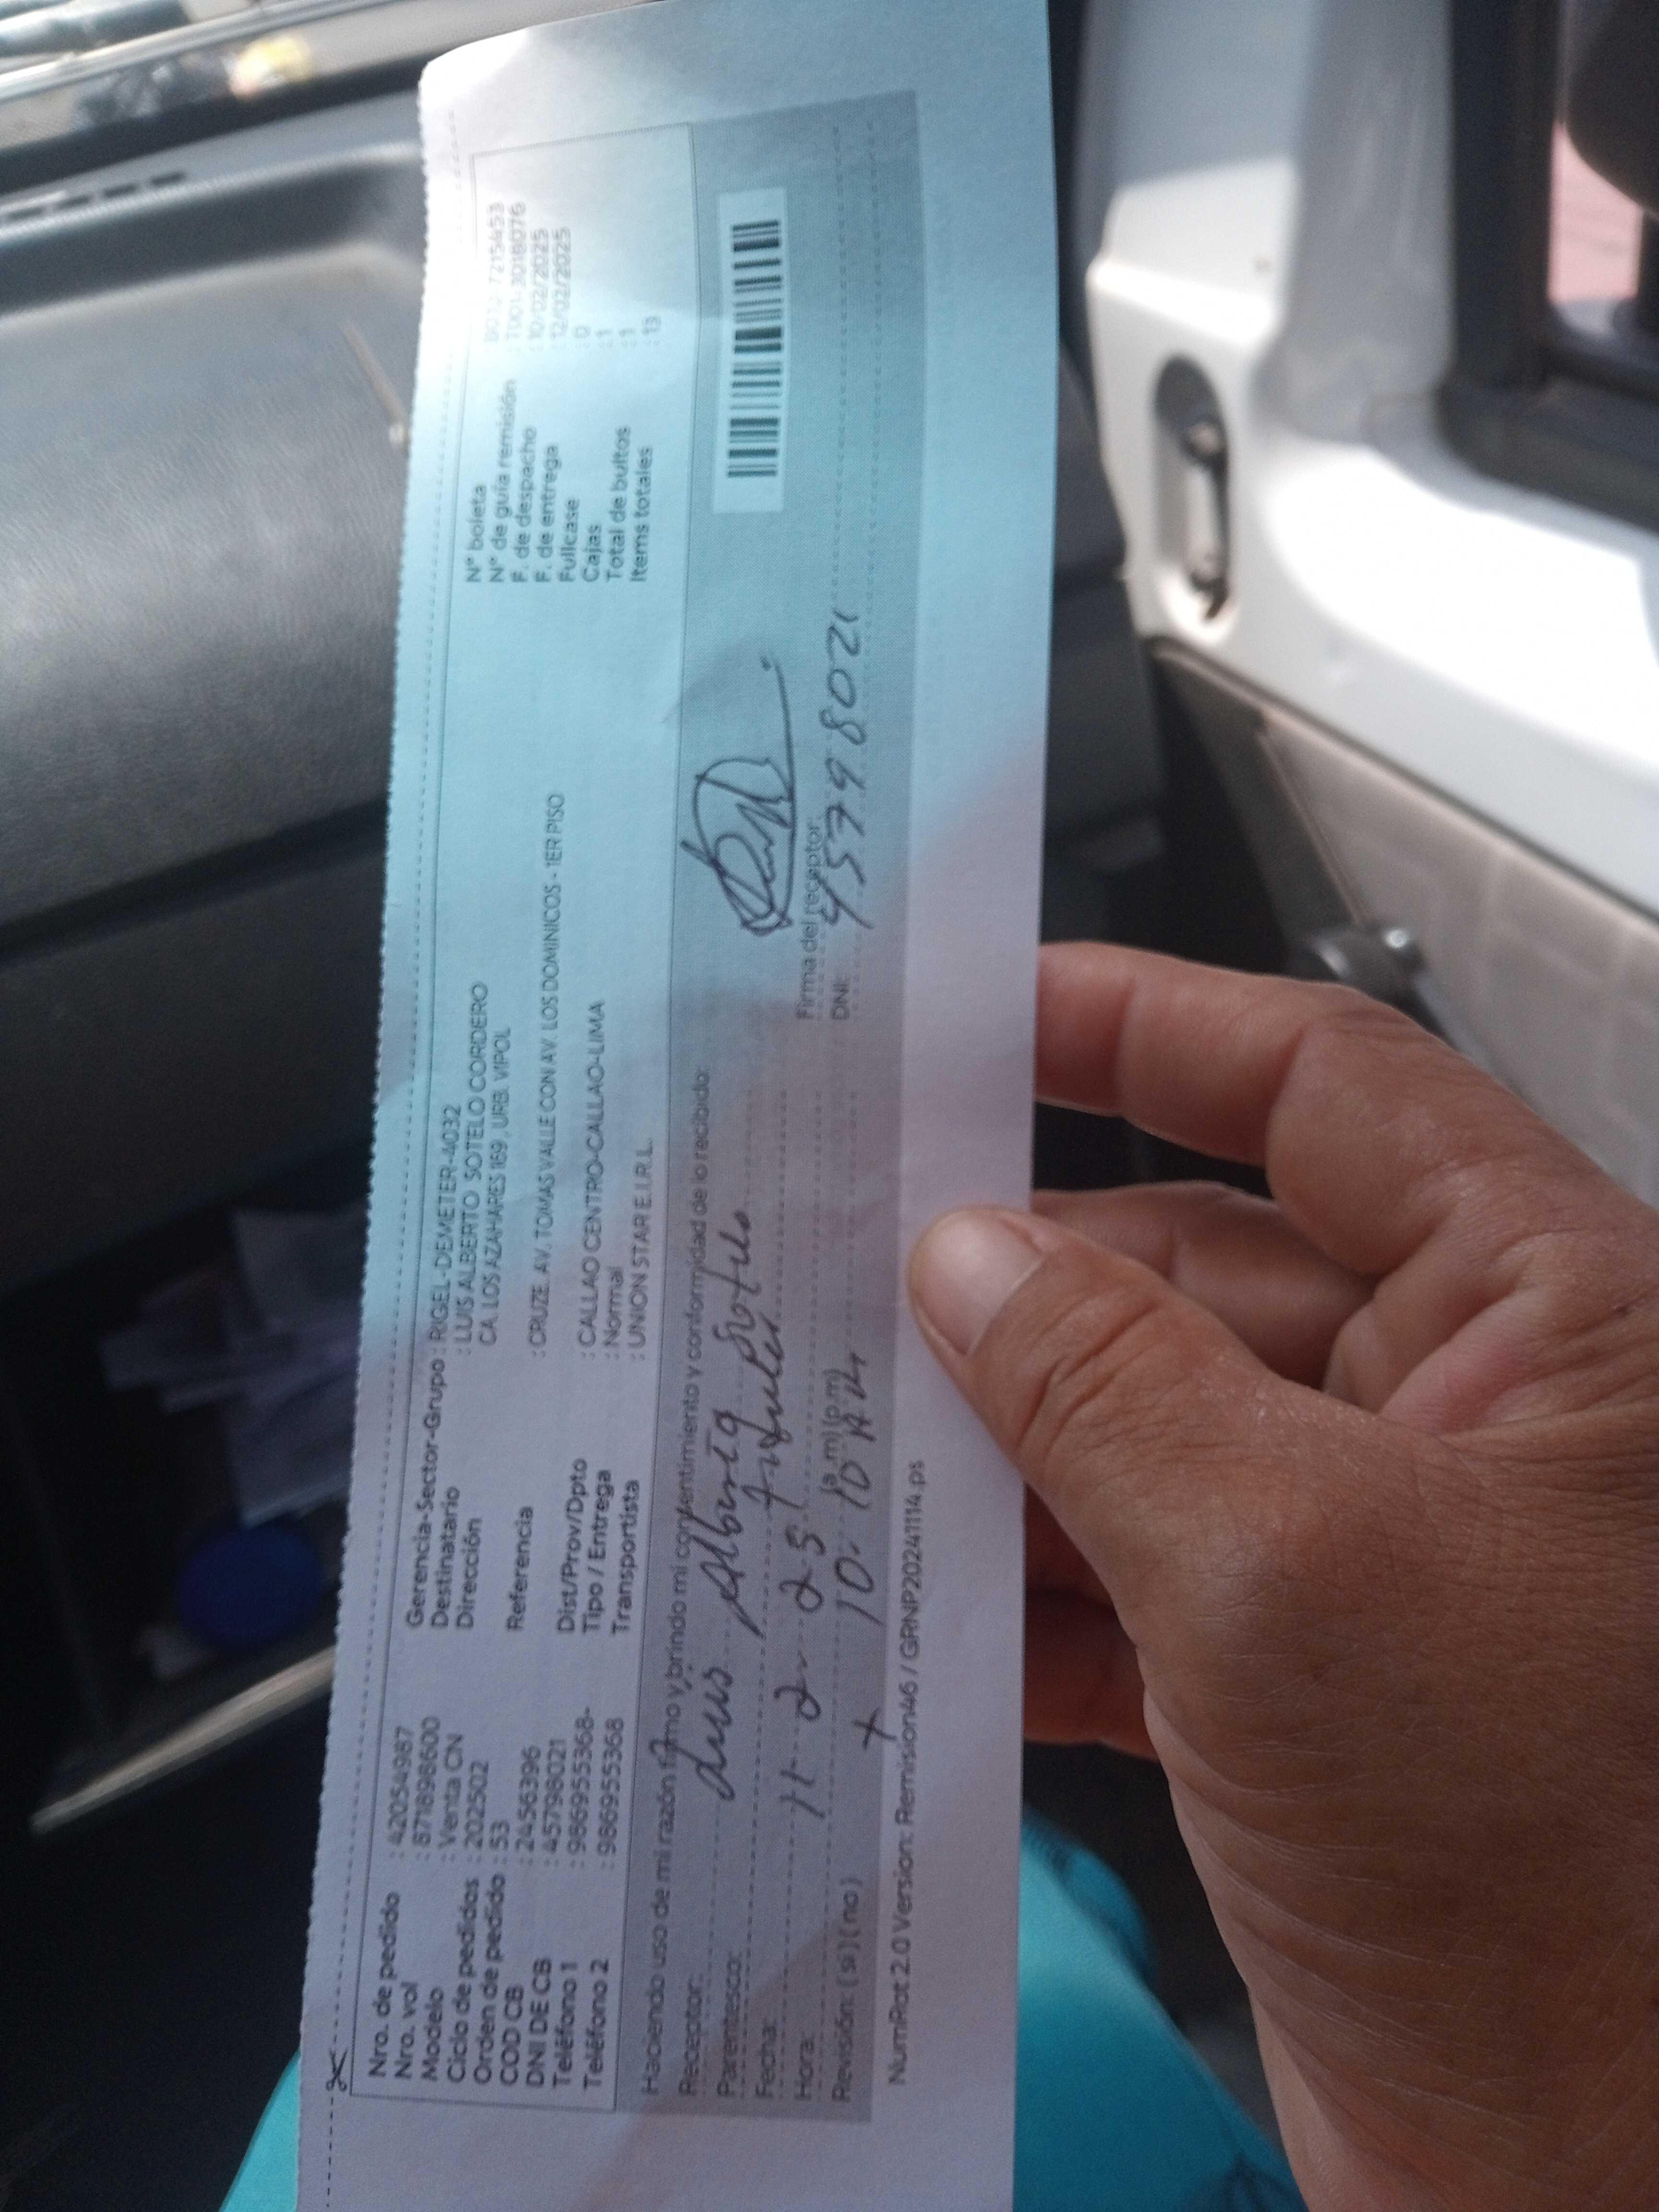 Nro. de pedido : 42054987
Nro. vol : 8718986​00
Modelo : Venta CN
Ciclo de pedidos : 202502
Orden de pedido : 53
COD CB : 2456396
DNI DE CB : 45798021
Teléfono 1 : 986955368-
Teléfono 2 : 986955368
Gerencia-Sector-Grupo : RIGEL-DEMETER-4032
Destinatario : LUIS ALBERTO SOTELO CORDERO
Dirección CA. LOS AZAHARES 169 , URB. VIPOL
Referencia : CRUZE. AV. TOMAS VALLE CON AV. LOS DOMINICOS - 1ER PISO
Dist/Prov/Dpto : CALLAO CENTRO-CALLAO-LIMA
Tipo / Entrega : Normal
Transportista : UNION STAR E.I.R.L.
N° boleta 7215453
N° de guía remisión : T001-3018076
F. de despacho : 10/02/2025
F. de entrega : 12/02/2025
Fullcase : 0
Cajas : 1
Total de bultos : 1
Items totales : 13
Haciendo uso de mi razón firmo y brindo mi consentimiento y conformidad de lo recibido:
Receptor: Luis Alberto Sotelo
Parentesco: Titular
Fecha: 11- 2- 25
Hora: 10- 10 (a.m) (p.m)
Revisión: (si) (no)
Firma del receptor:
DNI: 45798021
NumRot 2.0 Version: Remision46 / GRNP20241114.ps